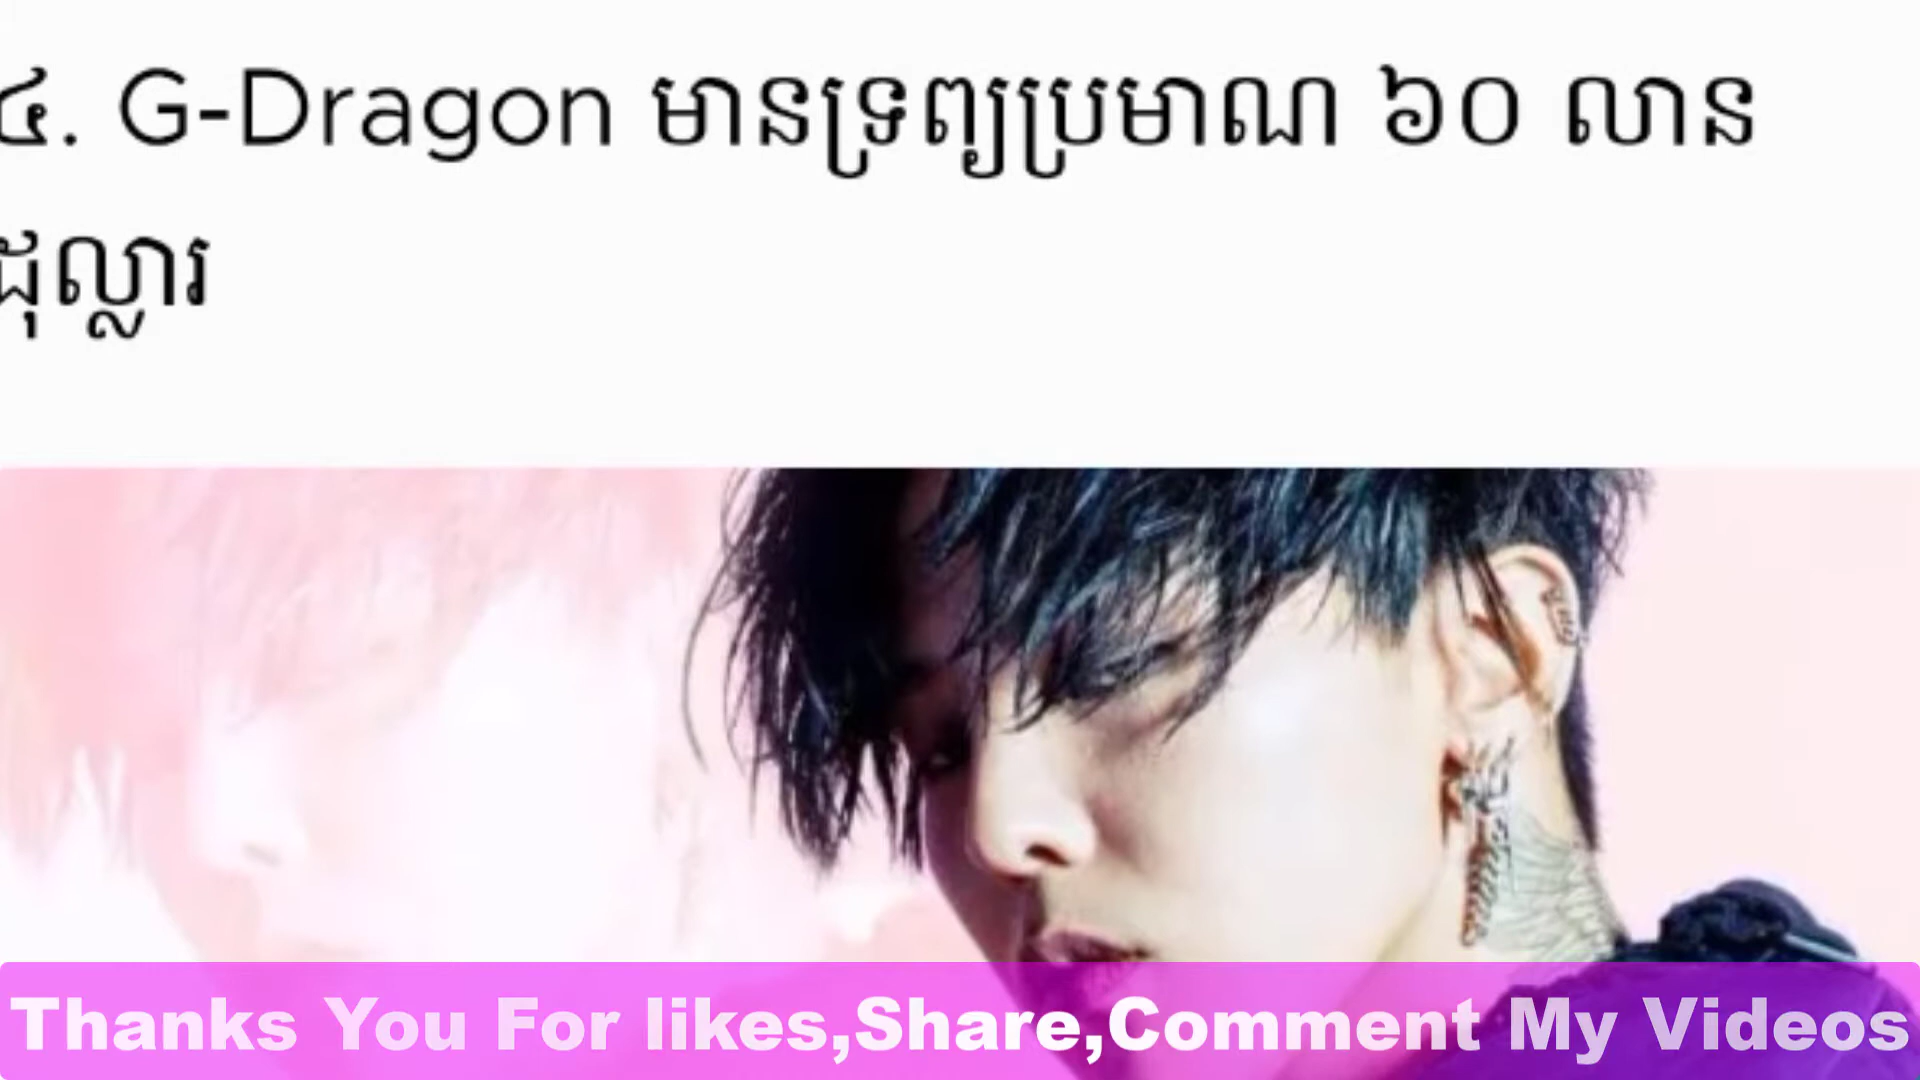 ៤. G-Dragon មានទ្រព្យប្រមាណ ៦០ លាន
ដុល្លារ
Thanks You For likes,Share,Comment My Videos